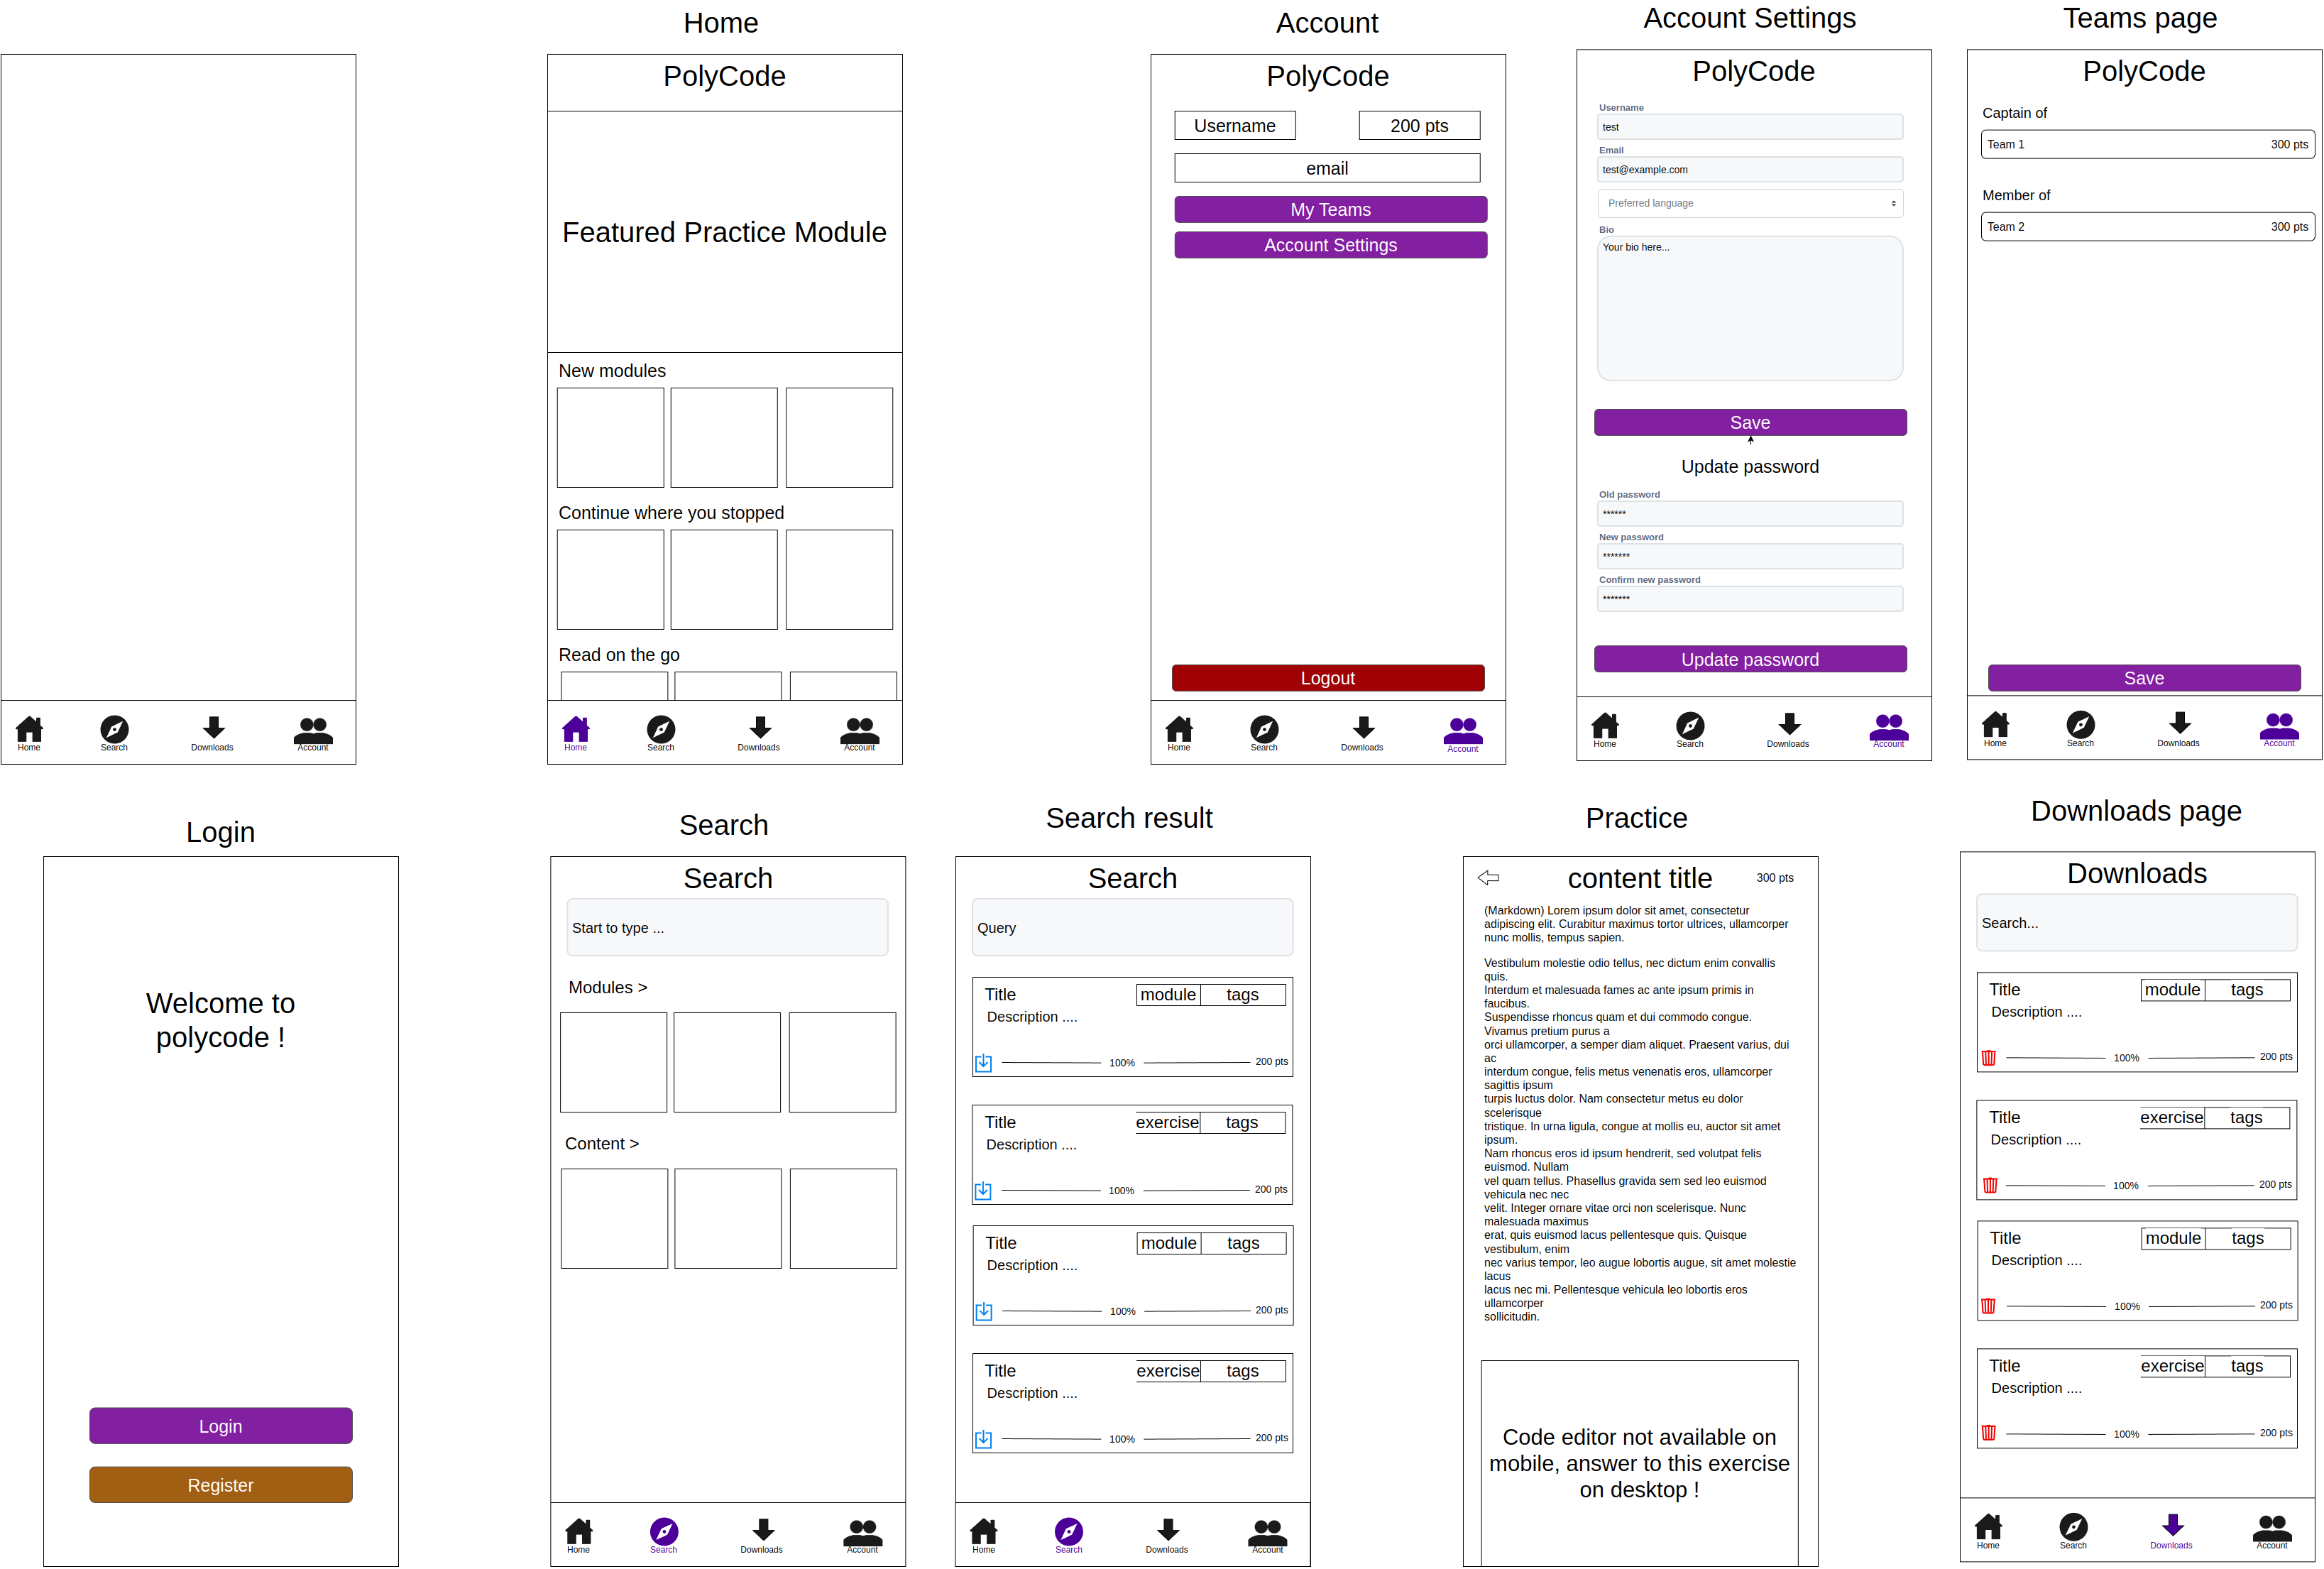 Home
Search
Downloads
Account
Home
PolyCode
Featured Practice Module
New modules
Continue where you stopped
Read on the go
Home
Search
Downloads
Account
Account
PolyCode
Username
200 pts
email
My Teams
Account Settings
Logout
Home
Search
Downloads
Account
Account Settings
PolyCode
Username
test
Email
test@example.com
Preferred language
Bio
Your bio here...
Save
Update password
Old password
******
New password
*******
Confirm new password
*******
Update password
Home
Search
Downloads
Account
Teams page
PolyCode
Captain of
Team 1
300 pts
Member of
Team 2
300 pts
Save
Home
Search
Downloads
Account
Login
Welcome to
polycode !
Login
Register
Search
Search
Start to type ...
Modules >
Content >
Home
Search
Downloads
Account
Search result
Search
Query
Title
module
tags
Description ....
100%
200 pts
Title
exercise
tags
Description ....
100%
200 pts
Title
module
tags
Description ....
100%
200 pts
Title
exercise
tags
Description ....
100%
200 pts
Home
Search
Downloads
Account
Practice
content title
300 pts
(Markdown) Lorem ipsum dolor sit amet, consectetur
adipiscing elit. Curabitur maximus tortor ultrices, ullamcorper
nunc mollis, tempus sapien.
Vestibulum molestie odio tellus, nec dictum enim convallis
quis.
Interdum et malesuada fames ac ante ipsum primis in
faucibus.
Suspendisse rhoncus quam et dui commodo congue.
Vivamus pretium purus a
orci ullamcorper, a semper diam aliquet. Praesent varius, dui
ac
interdum congue, felis metus venenatis eros, ullamcorper
sagittis ipsum
turpis luctus dolor. Nam consectetur metus eu dolor
scelerisque
tristique. In urna ligula, congue at mollis eu, auctor sit amet
ipsum.
Nam rhoncus eros id ipsum hendrerit, sed volutpat felis
euismod. Nullam
vel quam tellus. Phasellus gravida sem sed leo euismod
vehicula nec nec
velit. Integer ornare vitae orci non scelerisque. Nunc
malesuada maximus
erat, quis euismod lacus pellentesque quis. Quisque
vestibulum, enim
nec varius tempor, leo augue lobortis augue, sit amet molestie
lacus
lacus nec mi. Pellentesque vehicula leo lobortis eros
ullamcorper
sollicitudin.
Code editor not available on
mobile, answer to this exercise
on desktop !
Downloads page
Downloads
Search...
Title
module
tags
Description ....
100%
200 pts
Title
exercise
tags
Description ....
100%
200 pts
Title
module
tags
Description ....
100%
200 pts
Title
exercise
tags
Description ....
100%
200 pts
Home
Search
Downloads
Account